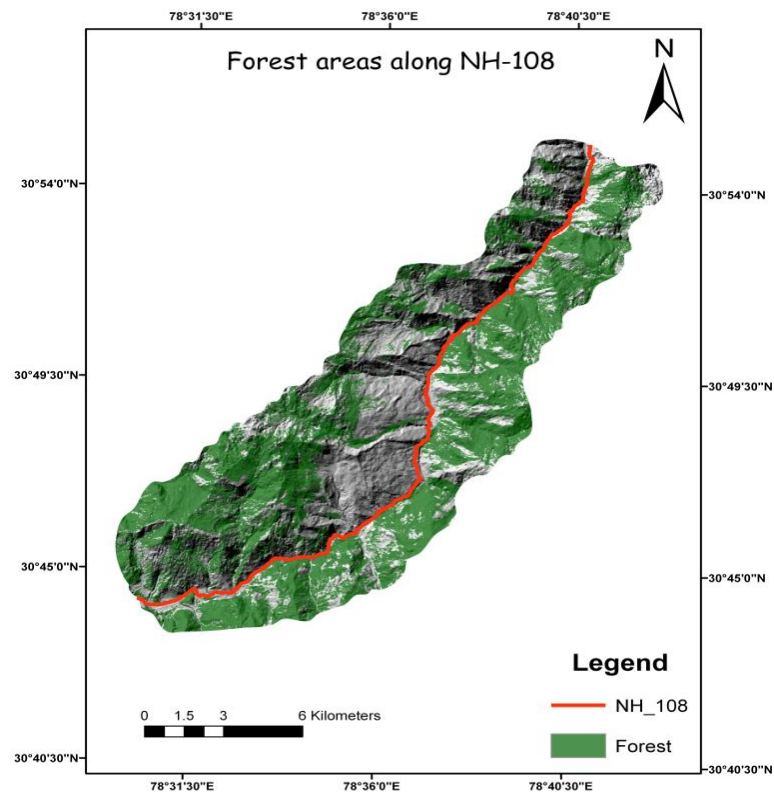 78°31'30"E 78°36'0"E 78°40'30"E
Forest areas along NH-108
N
30°54'0"N 30°54'0"N
30°49'30"N 30°49'30"N
30°45'0"N 30°45'0"N
Legend
NH_108
0 1.5 3 6 Kilometers
Forest
30°40'30"N 30°40'30"N
78°31'30"E 78°36'0"E 78°40'30"E